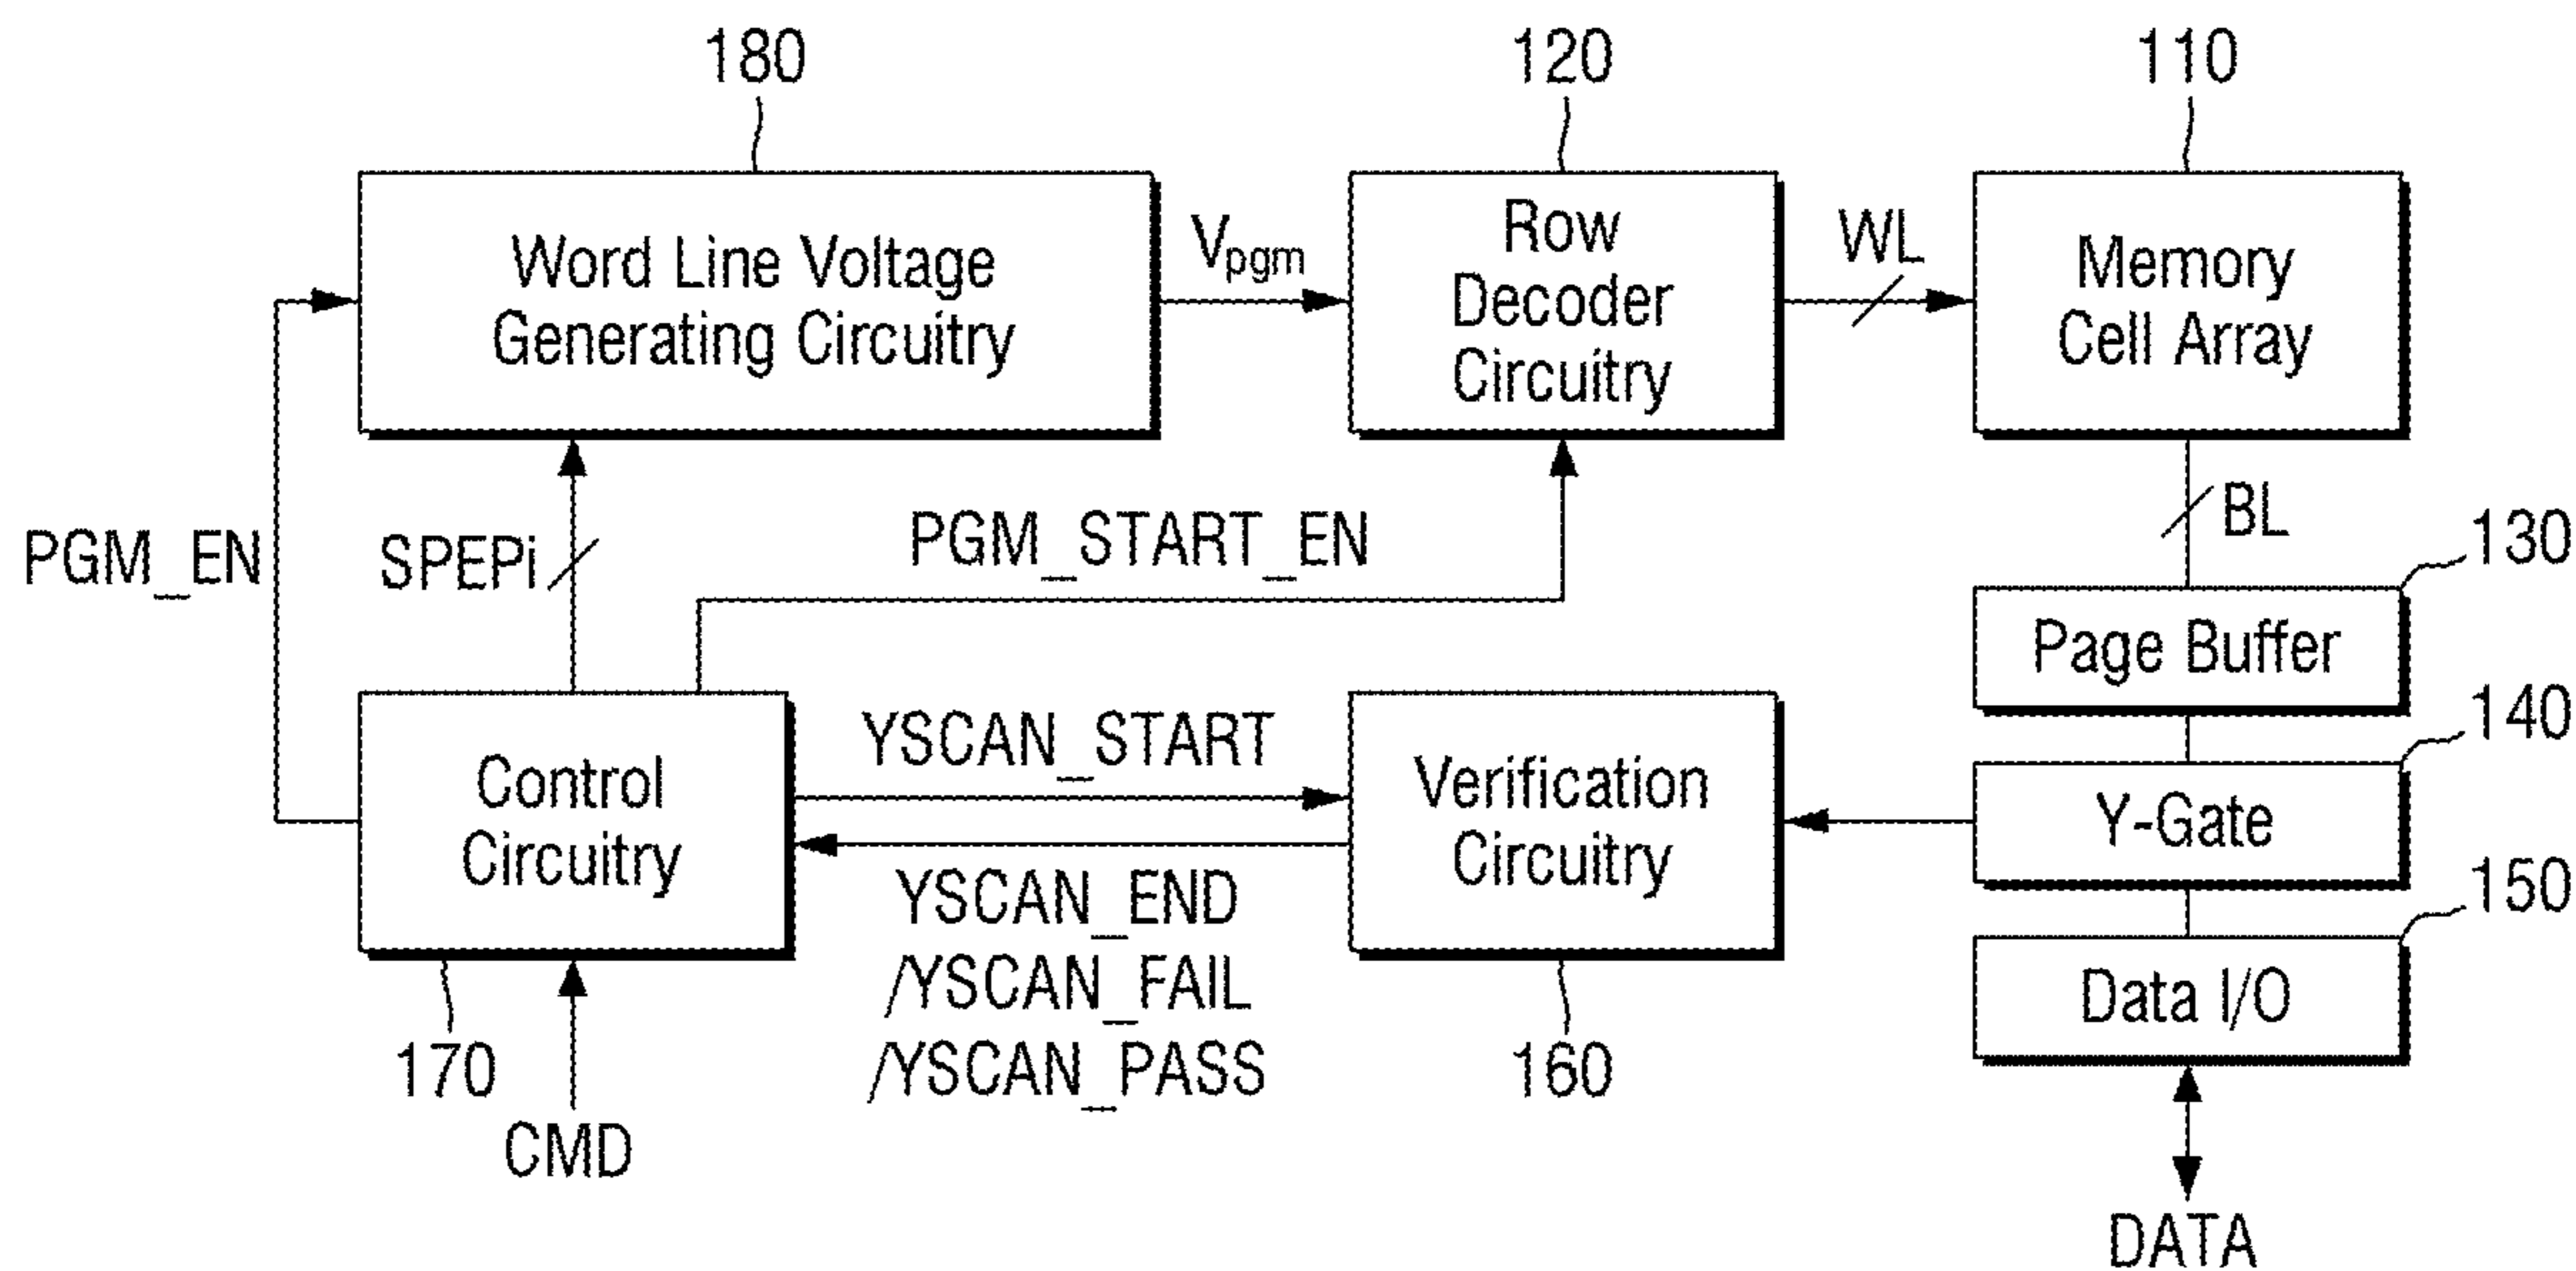 180
120
110
Word Line Voltage
Generating Circuitry
Vpgm
Row
Decoder
Circuitry
WL
Memory
Cell Array
PGM_EN
SPEPi
PGM_START_EN
BL
130
Page Buffer
140
Control
Circuitry
YSCAN_START
YSCAN_END
/YSCAN_FAIL
/YSCAN_PASS
Verification
Circuitry
Y-Gate
150
Data I/O
170
160
CMD
DATA